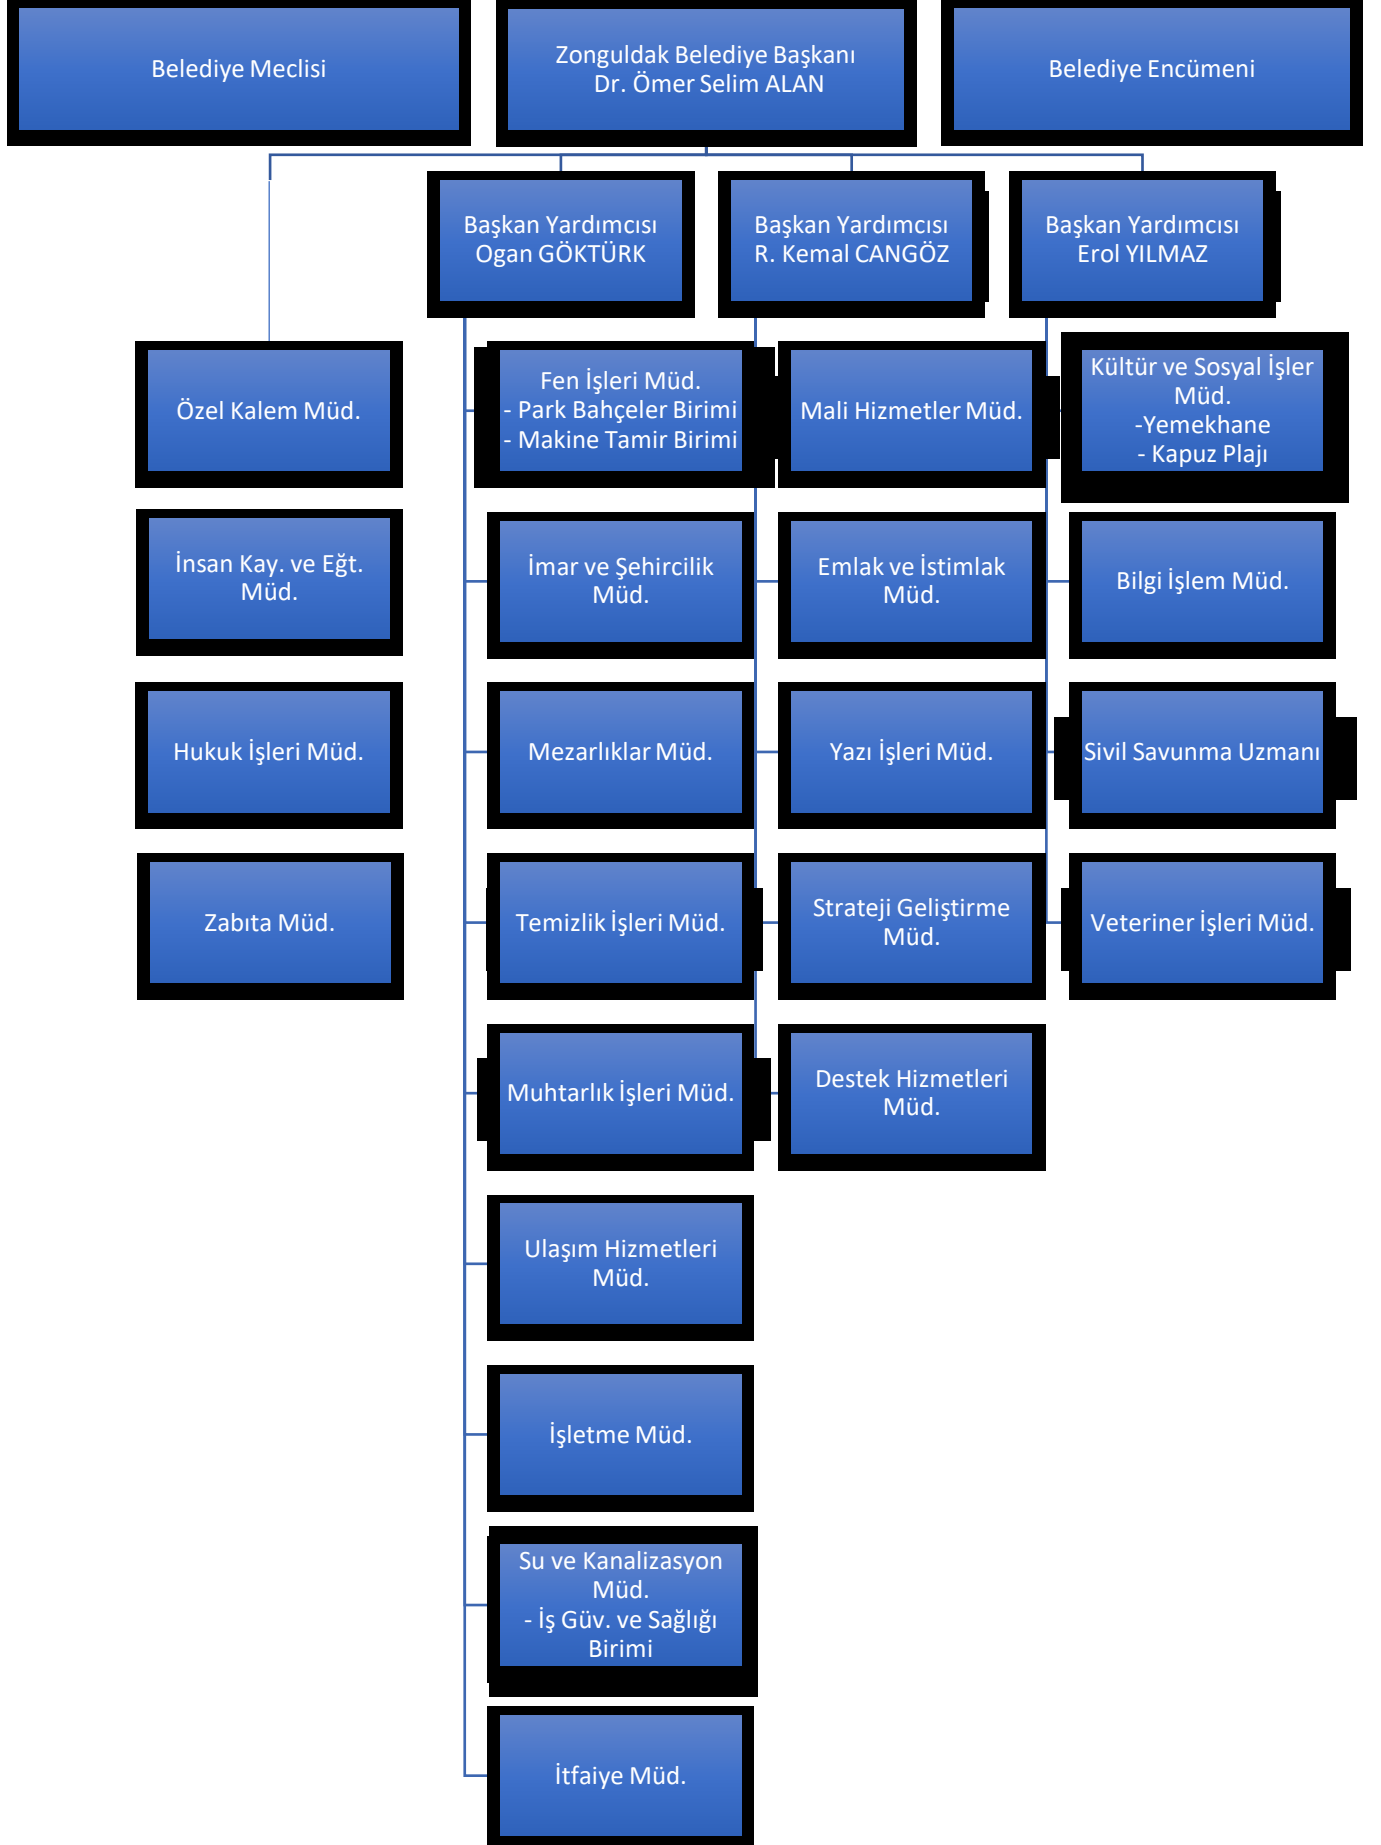 Belediye Meclisi
Zonguldak Belediye Başkanı
Dr. Ömer Selim ALAN
Belediye Encümeni
Başkan Yardımcısı
Ogan GÖKTÜRK
Başkan Yardımcısı
R. Kemal CANGÖZ
Başkan Yardımcısı
Erol YILMAZ
Özel Kalem Müd.
Fen İşleri Müd.
- Park Bahçeler Birimi
- Makine Tamir Birimi
Mali Hizmetler Müd.
Kültür ve Sosyal İşler
Müd.
-Yemekhane
- Kapuz Plajı
İnsan Kay. ve Eğt.
Müd.
İmar ve Şehircilik
Müd.
Emlak ve İstimlak
Müd.
Bilgi İşlem Müd.
Hukuk İşleri Müd.
Mezarlıklar Müd.
Yazı İşleri Müd.
Sivil Savunma Uzmanı
Zabıta Müd.
Temizlik İşleri Müd.
Strateji Geliştirme
Müd.
Veteriner İşleri Müd.
Muhtarlık İşleri Müd.
Destek Hizmetleri
Müd.
Ulaşım Hizmetleri
Müd.
İşletme Müd.
Su ve Kanalizasyon
Müd.
- İş Güv. ve Sağlığı
Birimi
İtfaiye Müd.